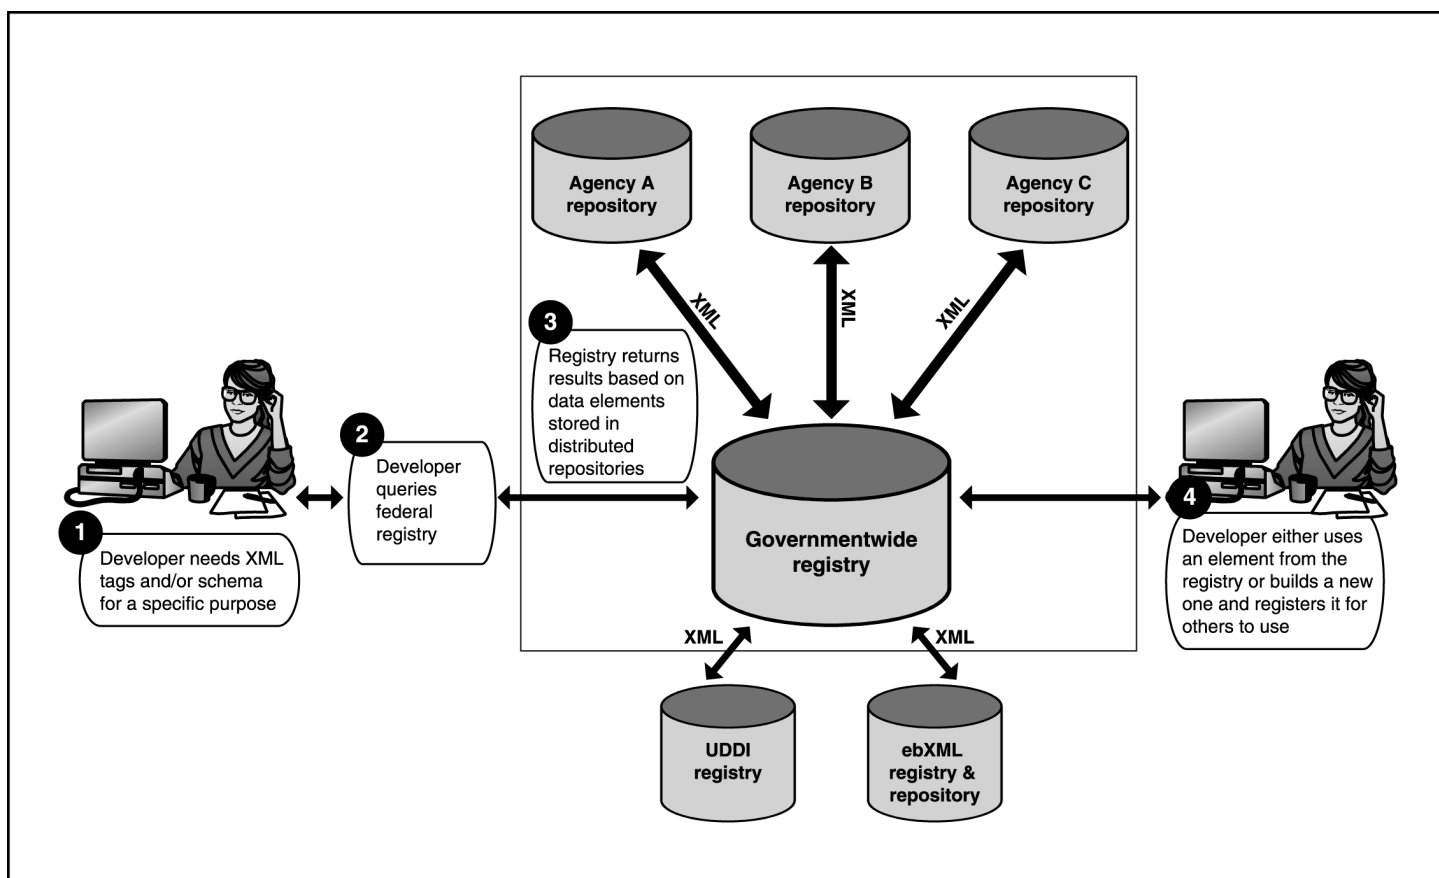 Agency A
repository
Agency B
repository
Agency C
repository
XML
XML
XML
3
Registry returns
results based on
data elements
stored in
distributed
repositories
2
Developer
queries
federal
registry
1
Developer needs XML
tags and/or schema
for a specific purpose
Governmentwide
registry
4
Developer either uses
an element from the
registry or builds a new
one and registers it for
others to use
XML
XML
UDDI
registry
ebXML
registry &
repository